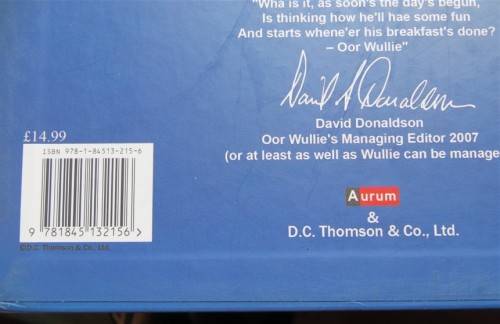 "Wha is it, as soon's the day's begun,
Is thinking how he'll hae some fun
And starts whene'er his breakfast's done?
– Oor Wullie"
David A Donaldson
David Donaldson
Oor Wullie's Managing Editor 2007
(or at least as well as Wullie can be manage
Aurum
&
D.C. Thomson & Co., Ltd.
£14.99
ISBN 978-1-84513-215-6
9 781845 132156 >
©D.C. Thomson & Co., Ltd.